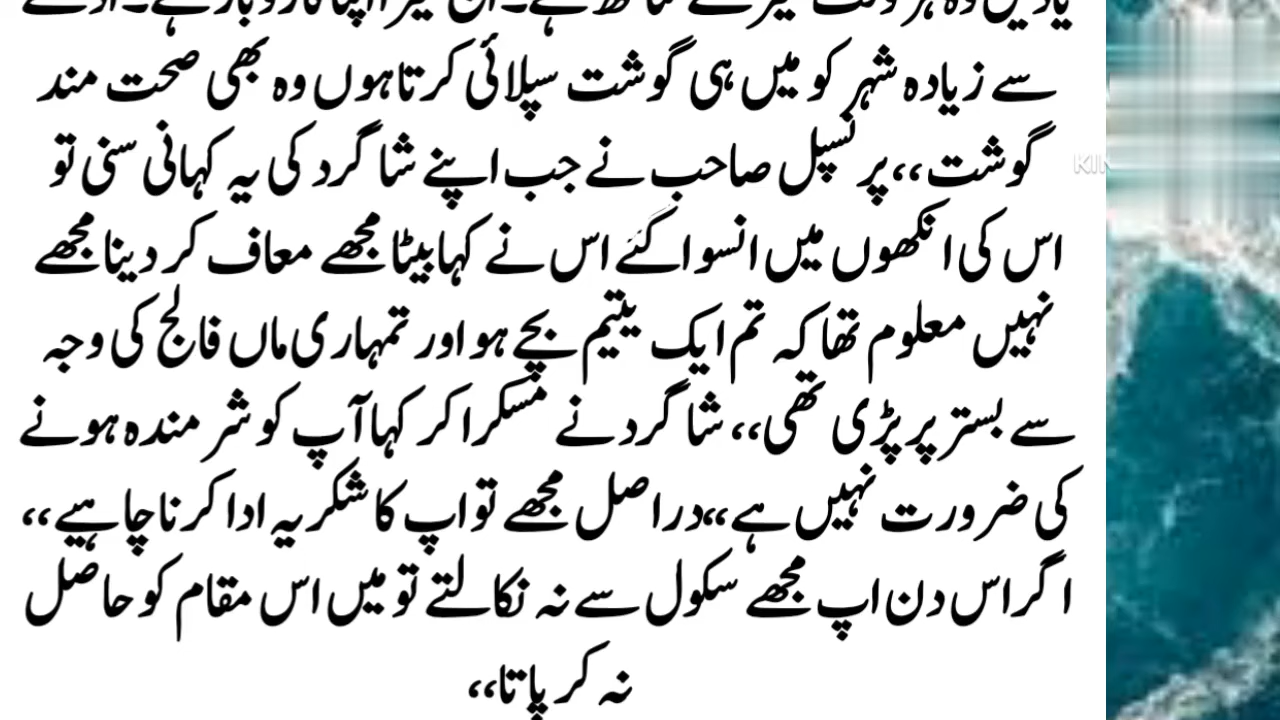 سے زیادہ شہر کو میں ہی گوشت سپلائی کرتا ہوں وہ بھی صحت مند
گوشت،،پرنسپل صاحب نے جب اپنے شاگرد کی یہ کہانی سنی تو
اس کی انکھوں میں انسو اگئے اس نے کہا بیٹا مجھے معاف کر دینا مجھے
نہیں معلوم تھا کہ تم ایک یتیم بچے ہو اور تمہاری ماں فالج کی وجہ
سے بستر پر پڑی تھی،، شاگرد نے مسکرا کر کہا آپ کو شرمندہ ہونے
کی ضرورت نہیں ہے،،دراصل مجھے تو اپ کا شکریہ ادا کرنا چاہیے،،
اگر اس دن اپ مجھے سکول سے نہ نکالتے تو میں اس مقام کو حاصل
نہ کر پاتا،،
KIN